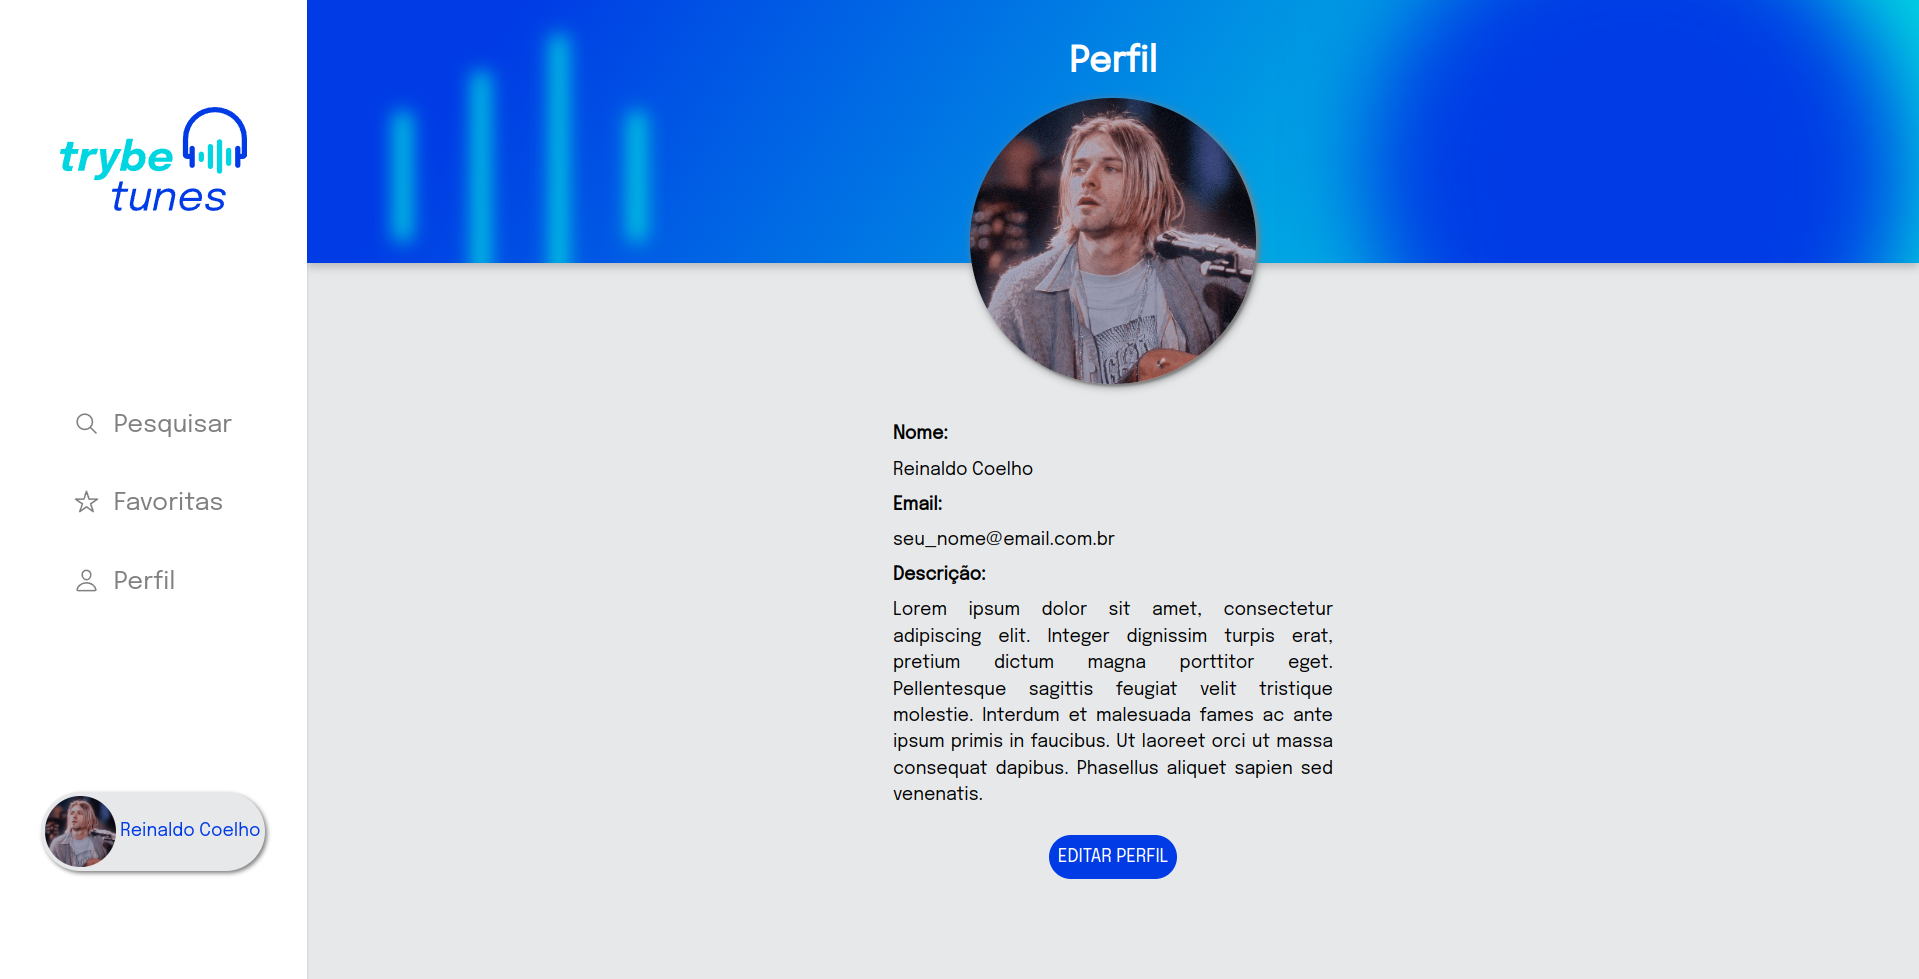 trybe
tunes
Pesquisar
Favoritas
Perfil
Reinaldo Coelho
Perfil
Nome:
Reinaldo Coelho
Email:
seu_nome@email.com.br
Descrição:
Lorem ipsum dolor sit amet, consectetur
adipiscing elit. Integer dignissim turpis erat,
pretium dictum magna porttitor eget.
Pellentesque sagittis feugiat velit tristique
molestie. Interdum et malesuada fames ac ante
ipsum primis in faucibus. Ut laoreet orci ut massa
consequat dapibus. Phasellus aliquet sapien sed
venenatis.
EDITAR PERFIL